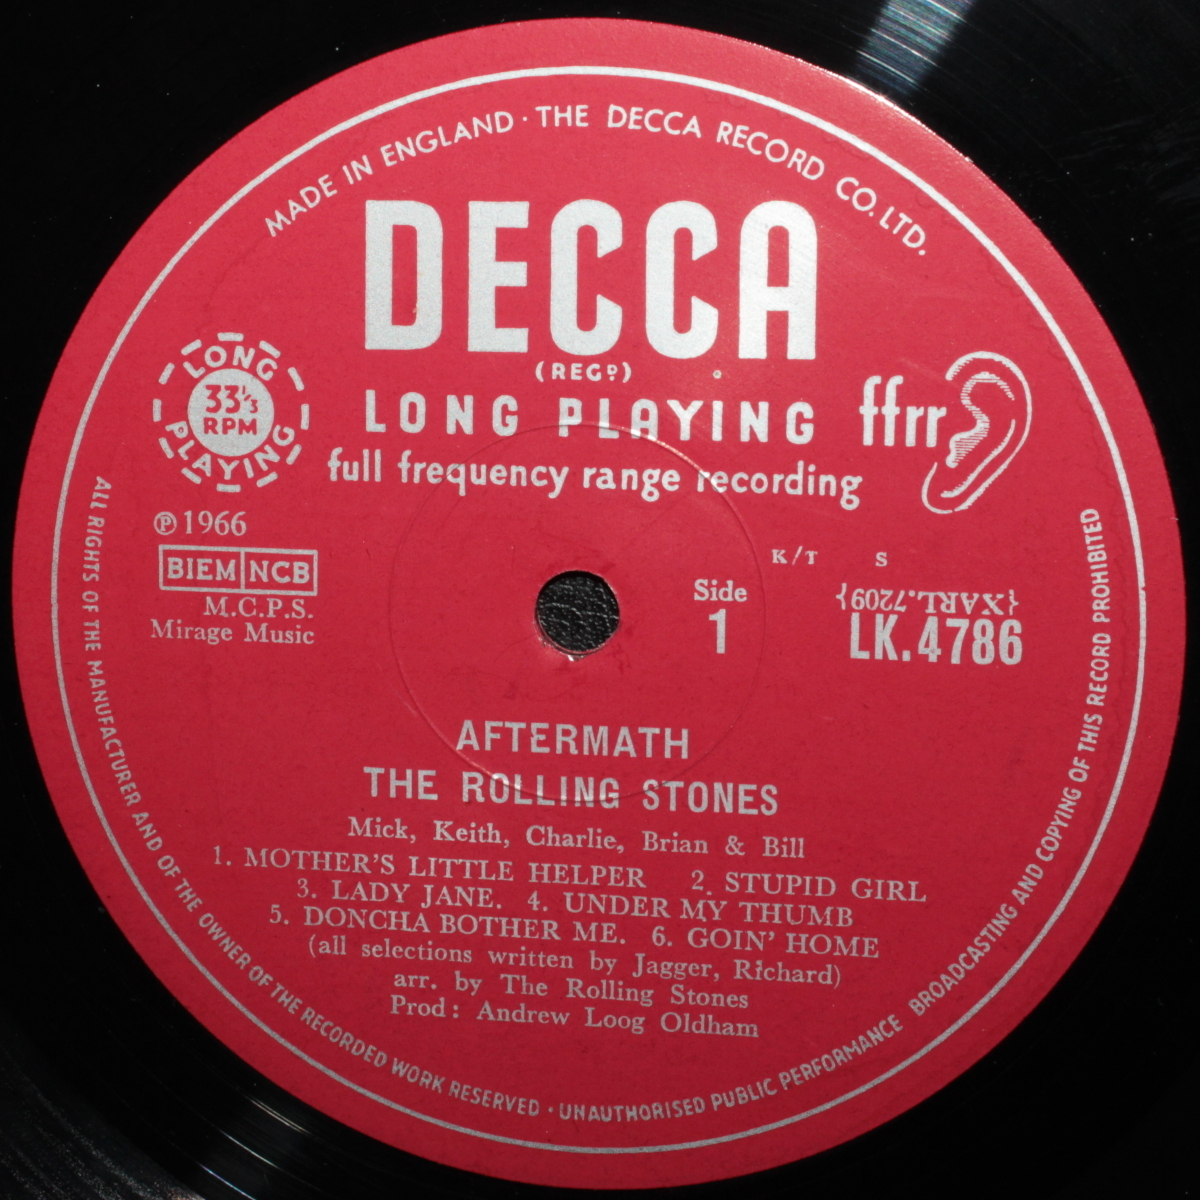 MADE IN ENGLAND · THE DECCA RECORD CO. LTD.
DECCA
(REGD)
LONG PLAYING
full frequency range recording
ffrr
LONG
33 1/3
RPM
PLAYING
Ⓟ 1966
BIEM NCB
M.C.P.S.
Mirage Music
K/T S
Side
1
{XARL.7209}
LK.4786
AFTERMATH
THE ROLLING STONES
Mick, Keith, Charlie, Brian & Bill
1. MOTHER'S LITTLE HELPER 2. STUPID GIRL
3. LADY JANE. 4. UNDER MY THUMB
5. DONCHA BOTHER ME. 6. GOIN' HOME
(all selections written by Jagger, Richard)
arr. by The Rolling Stones
Prod: Andrew Loog Oldham
ALL RIGHTS OF THE MANUFACTURER AND OF THE OWNER OF THE RECORDED WORK RESERVED · UNAUTHORISED PUBLIC PERFORMANCE BROADCASTING AND COPYING OF THIS RECORD PROHIBITED